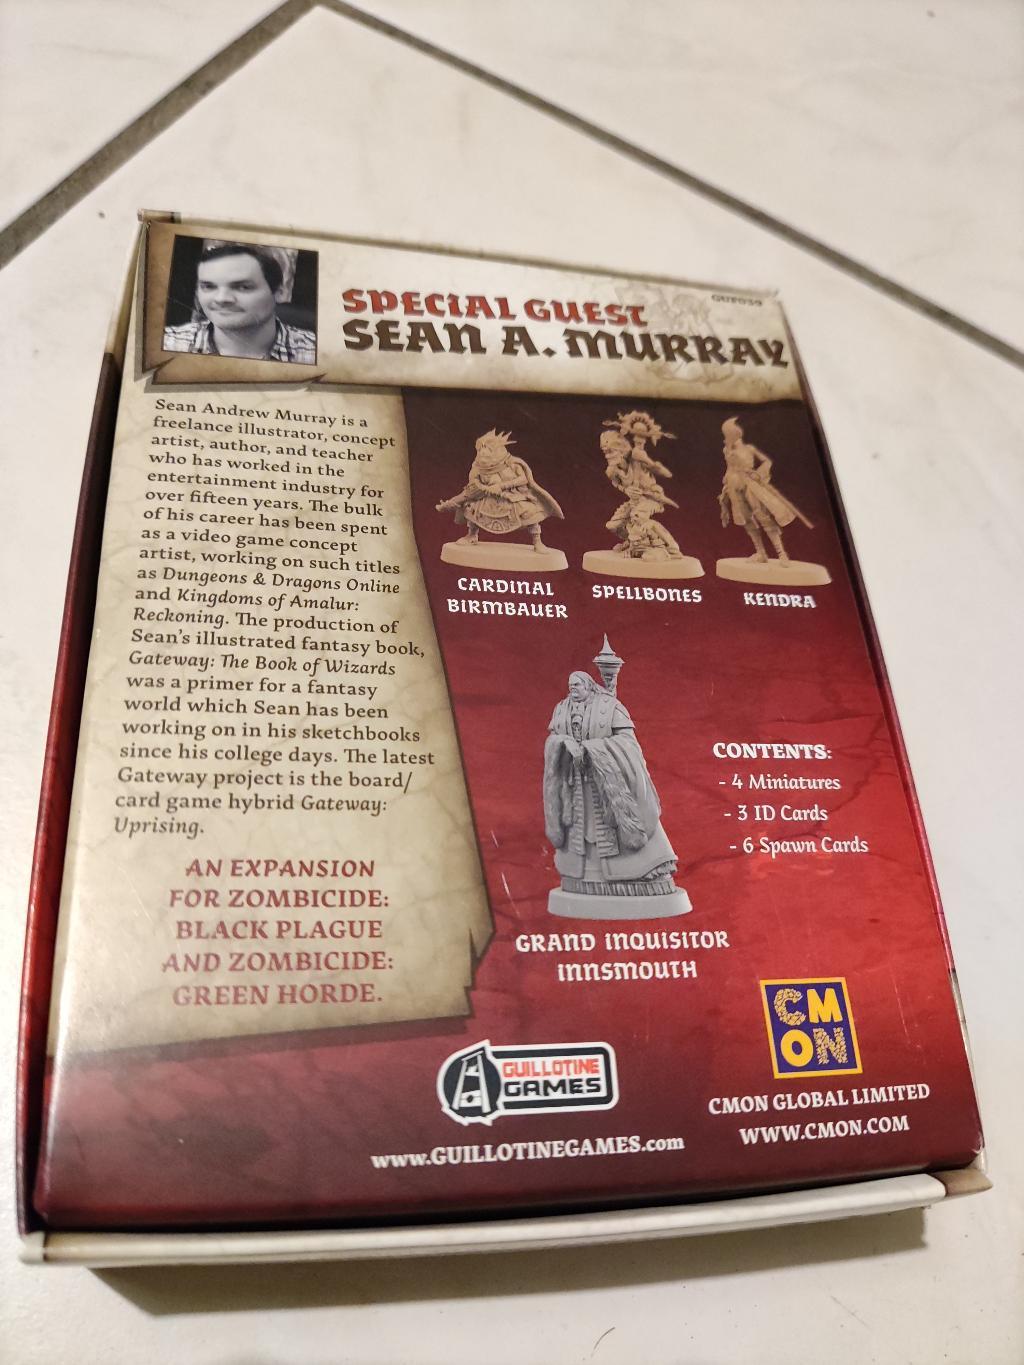 SPECIAL GUEST
SEAN A. MURRAY
GUF039
Sean Andrew Murray is a
freelance illustrator, concept
artist, author, and teacher
who has worked in the
entertainment industry for
over fifteen years. The bulk
of his career has been spent
as a video game concept
artist, working on such titles
as Dungeons & Dragons Online
and Kingdoms of Amalur:
Reckoning. The production of
Sean's illustrated fantasy book,
Gateway: The Book of Wizards
was a primer for a fantasy
world which Sean has been
working on in his sketchbooks
since his college days. The latest
Gateway project is the board/
card game hybrid Gateway:
Uprising.
AN EXPANSION
FOR ZOMBICIDE:
BLACK PLAGUE
AND ZOMBICIDE:
GREEN HORDE.
CARDINAL
BIRMBAUER
SPELLBONES
KENDRA
GRAND INQUISITOR
INNSMOUTH
CONTENTS:
- 4 Miniatures
- 3 ID Cards
- 6 Spawn Cards
GUILLOTINE
GAMES
www.GUILLOTINEGAMES.com
CM
ON
CMON GLOBAL LIMITED
WWW.CMON.COM